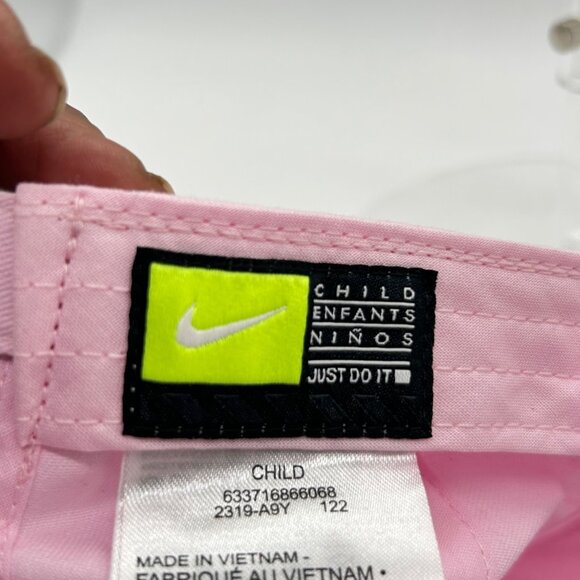 CHILD
ENFANTS
NIÑOS
JUST DO IT
CHILD
633716866068
2319-A9Y 122
MADE IN VIETNAM -
FABRIQUÉ AU VIETNAM •